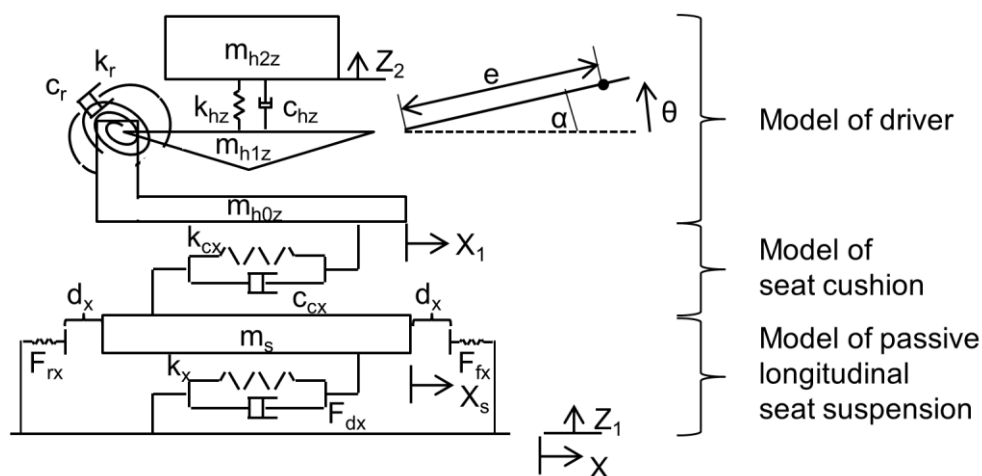 m_h2z
Z_2
k_r
c_r
k_hz
c_hz
e
α
θ
Model of driver
m_h1z
m_h0z
X_1
k_cx
c_cx
Model of
seat cushion
d_x
d_x
m_s
F_rx
F_fx
k_x
X_s
F_dx
Model of passive
longitudinal
seat suspension
Z_1
X